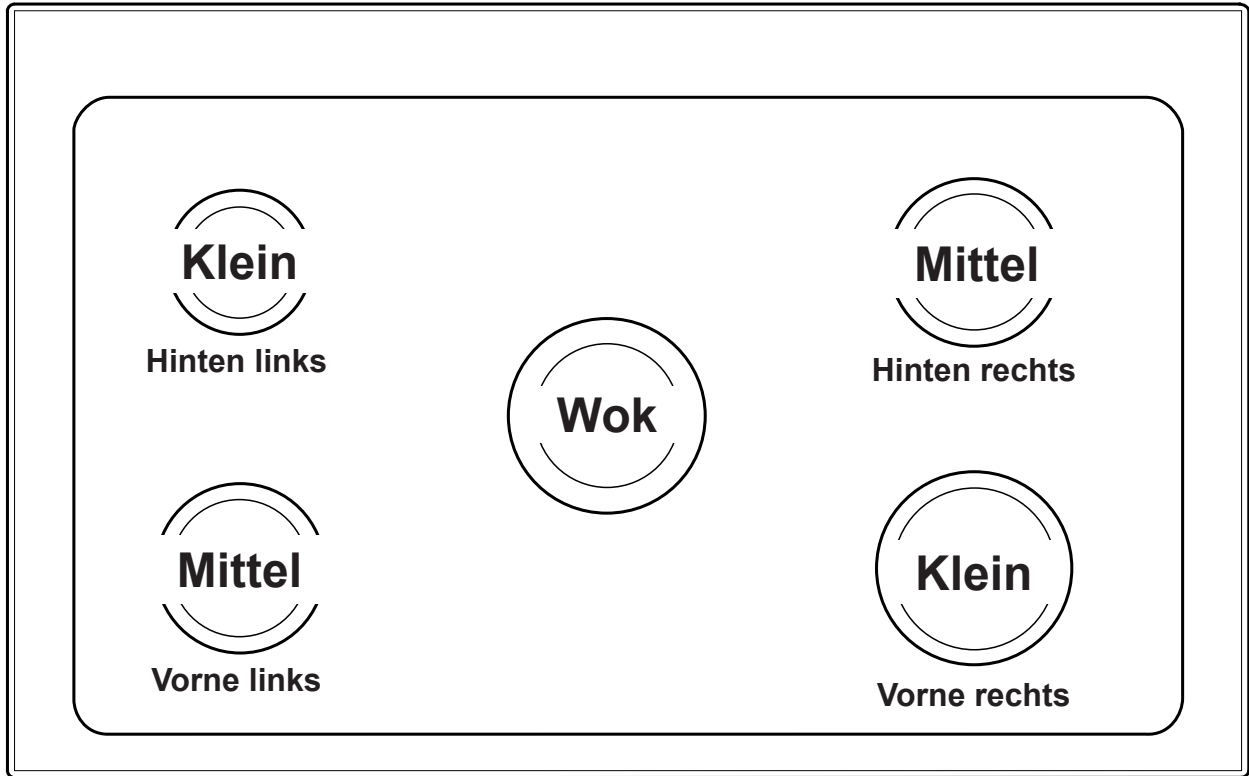 Klein
Hinten links
Mittel
Hinten rechts
Wok
Mittel
Vorne links
Klein
Vorne rechts